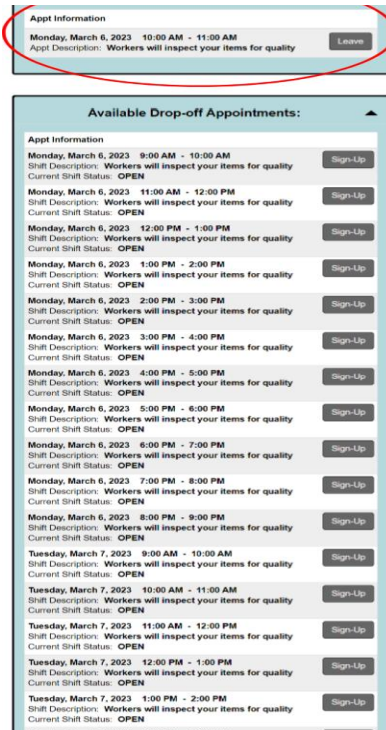 Appt Information
Monday, March 6, 2023 10:00 AM - 11:00 AM
Appt Description: Workers will inspect your items for quality
Leave
Available Drop-off Appointments:
Appt Information
Monday, March 6, 2023 9:00 AM - 10:00 AM
Shift Description: Workers will inspect your items for quality
Current Shift Status: OPEN
Sign-Up
Monday, March 6, 2023 11:00 AM - 12:00 PM
Shift Description: Workers will inspect your items for quality
Current Shift Status: OPEN
Sign-Up
Monday, March 6, 2023 12:00 PM - 1:00 PM
Shift Description: Workers will inspect your items for quality
Current Shift Status: OPEN
Sign-Up
Monday, March 6, 2023 1:00 PM - 2:00 PM
Shift Description: Workers will inspect your items for quality
Current Shift Status: OPEN
Sign-Up
Monday, March 6, 2023 2:00 PM - 3:00 PM
Shift Description: Workers will inspect your items for quality
Current Shift Status: OPEN
Sign-Up
Monday, March 6, 2023 3:00 PM - 4:00 PM
Shift Description: Workers will inspect your items for quality
Current Shift Status: OPEN
Sign-Up
Monday, March 6, 2023 4:00 PM - 5:00 PM
Shift Description: Workers will inspect your items for quality
Current Shift Status: OPEN
Sign-Up
Monday, March 6, 2023 5:00 PM - 6:00 PM
Shift Description: Workers will inspect your items for quality
Current Shift Status: OPEN
Sign-Up
Monday, March 6, 2023 6:00 PM - 7:00 PM
Shift Description: Workers will inspect your items for quality
Current Shift Status: OPEN
Sign-Up
Monday, March 6, 2023 7:00 PM - 8:00 PM
Shift Description: Workers will inspect your items for quality
Current Shift Status: OPEN
Sign-Up
Monday, March 6, 2023 8:00 PM - 9:00 PM
Shift Description: Workers will inspect your items for quality
Current Shift Status: OPEN
Sign-Up
Tuesday, March 7, 2023 9:00 AM - 10:00 AM
Shift Description: Workers will inspect your items for quality
Current Shift Status: OPEN
Sign-Up
Tuesday, March 7, 2023 10:00 AM - 11:00 AM
Shift Description: Workers will inspect your items for quality
Current Shift Status: OPEN
Sign-Up
Tuesday, March 7, 2023 11:00 AM - 12:00 PM
Shift Description: Workers will inspect your items for quality
Current Shift Status: OPEN
Sign-Up
Tuesday, March 7, 2023 12:00 PM - 1:00 PM
Shift Description: Workers will inspect your items for quality
Current Shift Status: OPEN
Sign-Up
Tuesday, March 7, 2023 1:00 PM - 2:00 PM
Shift Description: Workers will inspect your items for quality
Current Shift Status: OPEN
Sign-Up